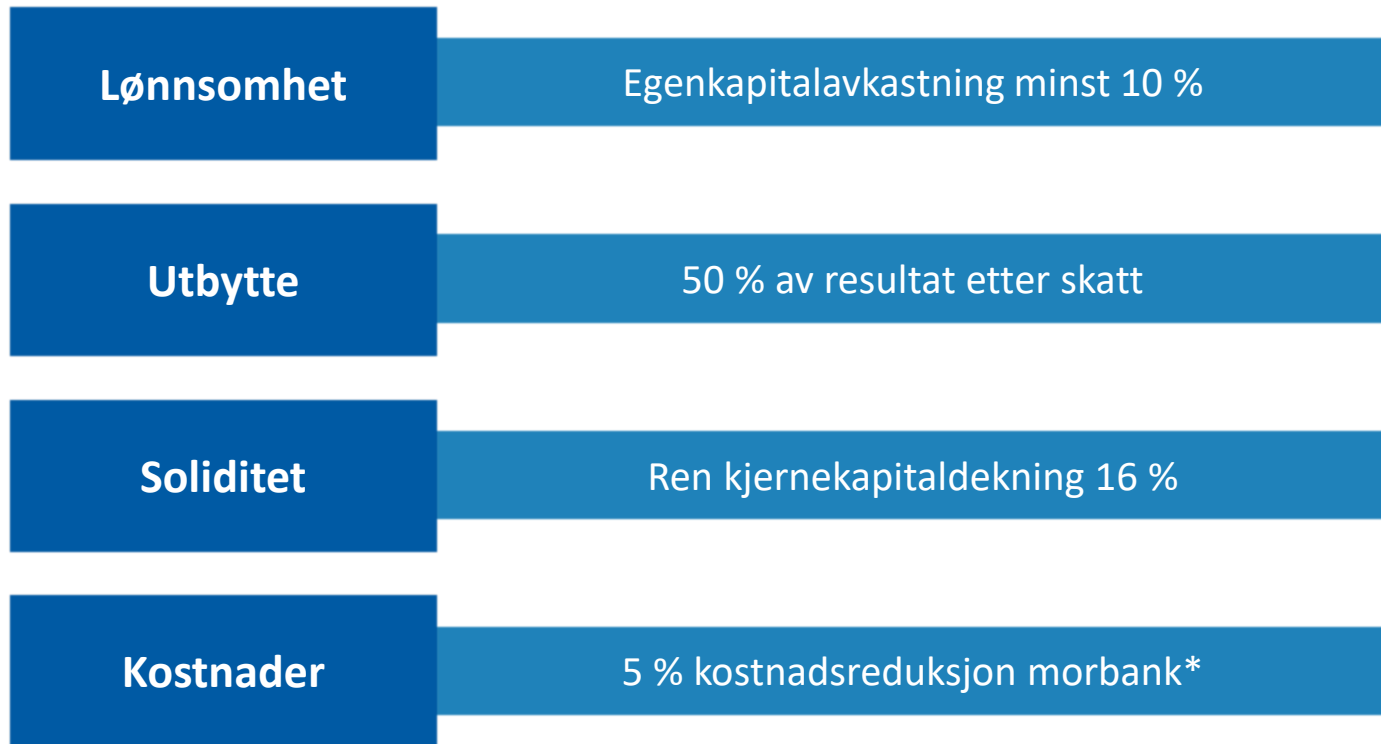 Lønnsomhet
Egenkapitalavkastning minst 10 %
Utbytte
50 % av resultat etter skatt
Soliditet
Ren kjernekapitaldekning 16 %
Kostnader
5 % kostnadsreduksjon morbank*